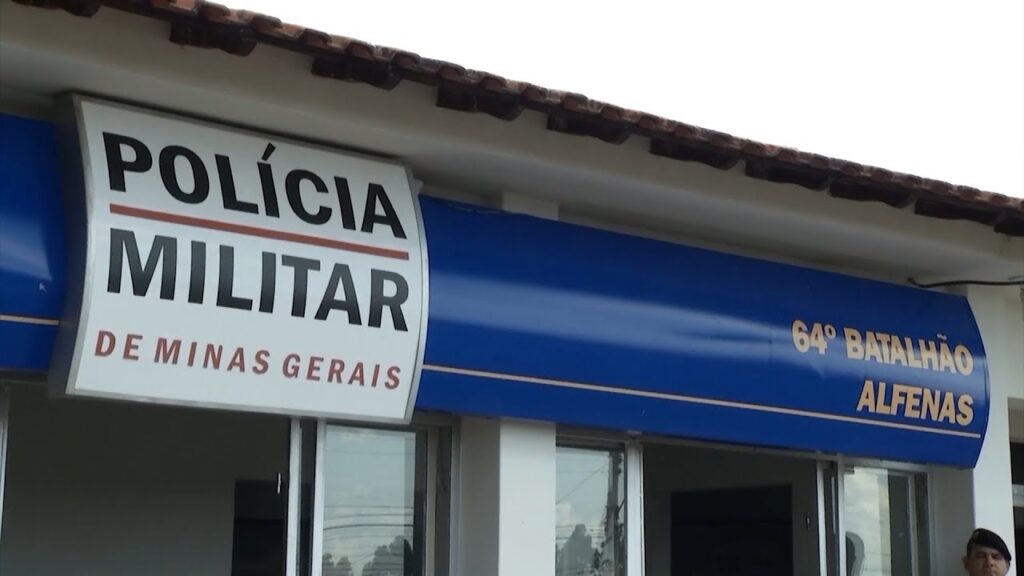 POLÍCIA
MILITAR
DE MINAS GERAIS
64º BATALHÃO
ALFENAS